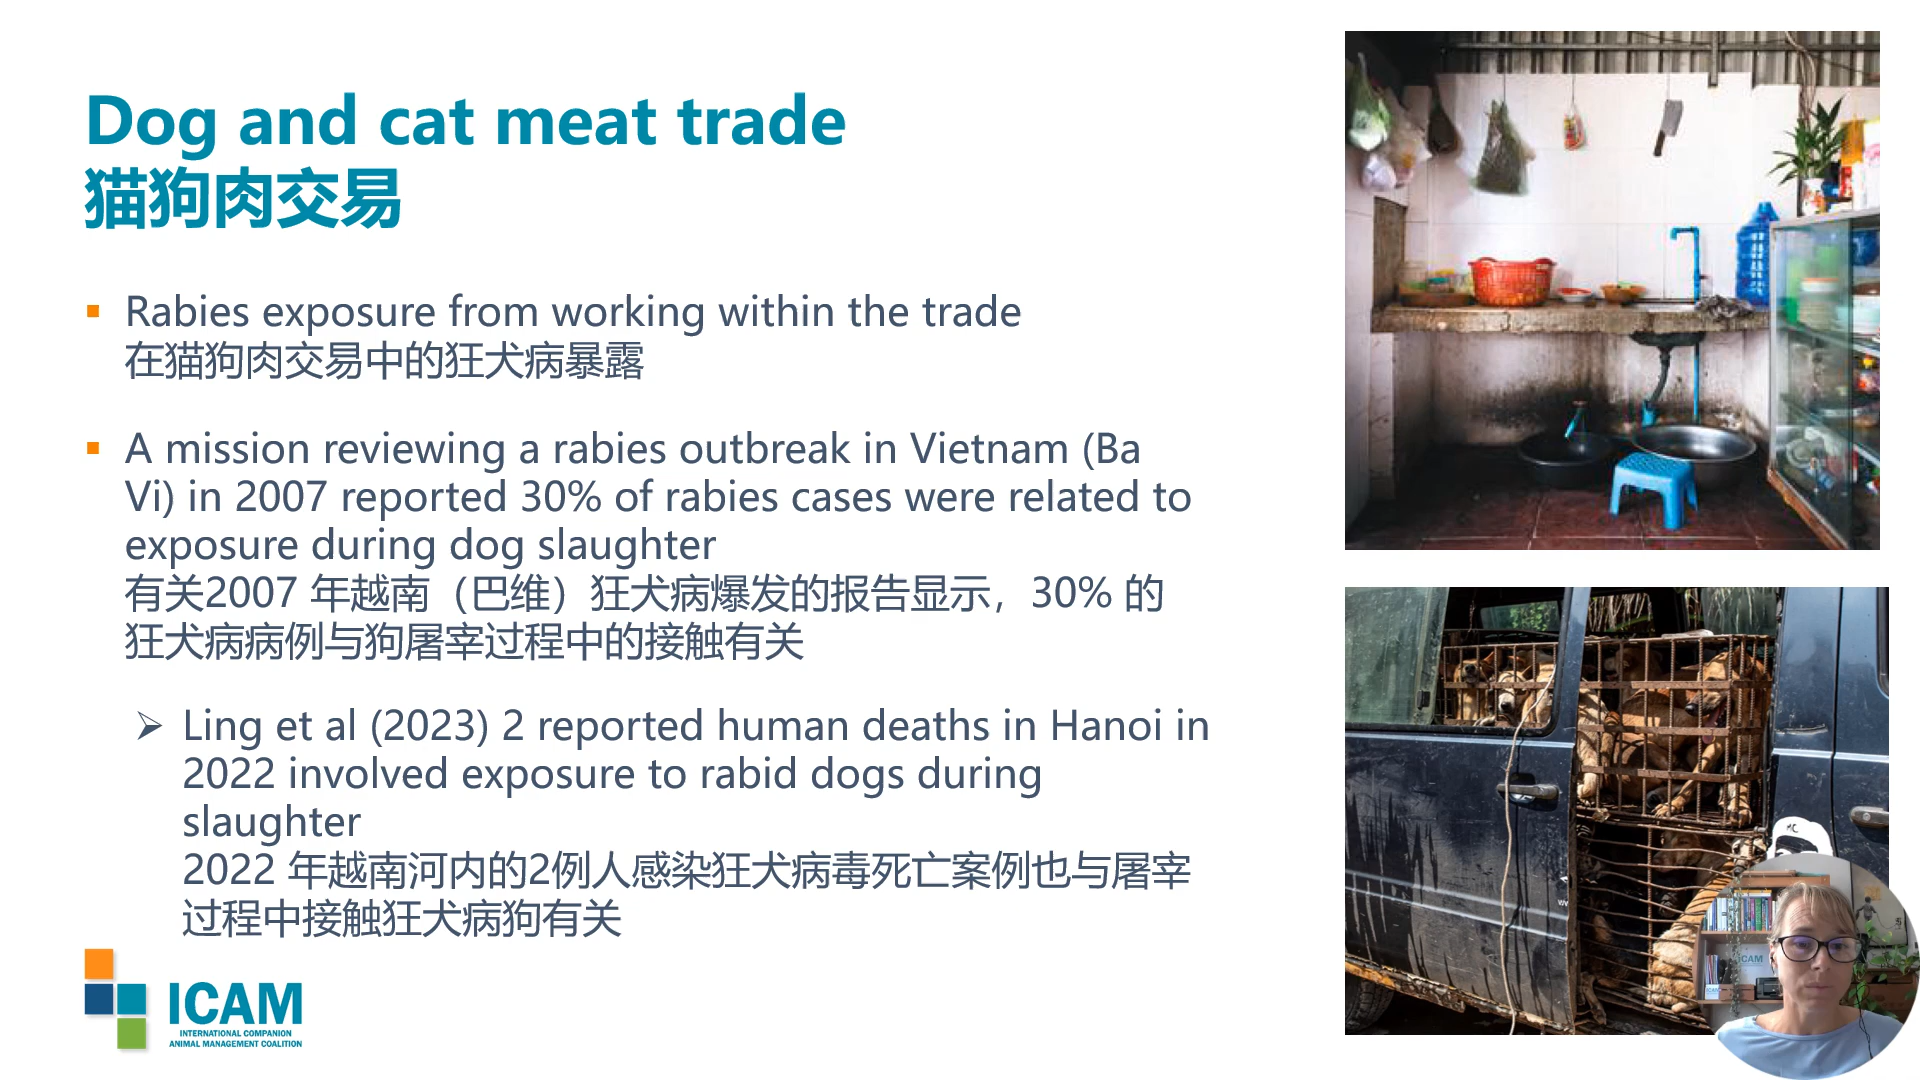 Dog and cat meat trade
猫狗肉交易
▪ Rabies exposure from working within the trade
在猫狗肉交易中的狂犬病暴露
▪ A mission reviewing a rabies outbreak in Vietnam (Ba
Vi) in 2007 reported 30% of rabies cases were related to
exposure during dog slaughter
有关2007 年越南（巴维）狂犬病爆发的报告显示，30% 的
狂犬病病例与狗屠宰过程中的接触有关
➢ Ling et al (2023) 2 reported human deaths in Hanoi in
2022 involved exposure to rabid dogs during
slaughter
2022 年越南河内的2例人感染狂犬病毒死亡案例也与屠宰
过程中接触狂犬病狗有关
ICAM
INTERNATIONAL COMPANION
ANIMAL MANAGEMENT COALITION
MC
ICAM